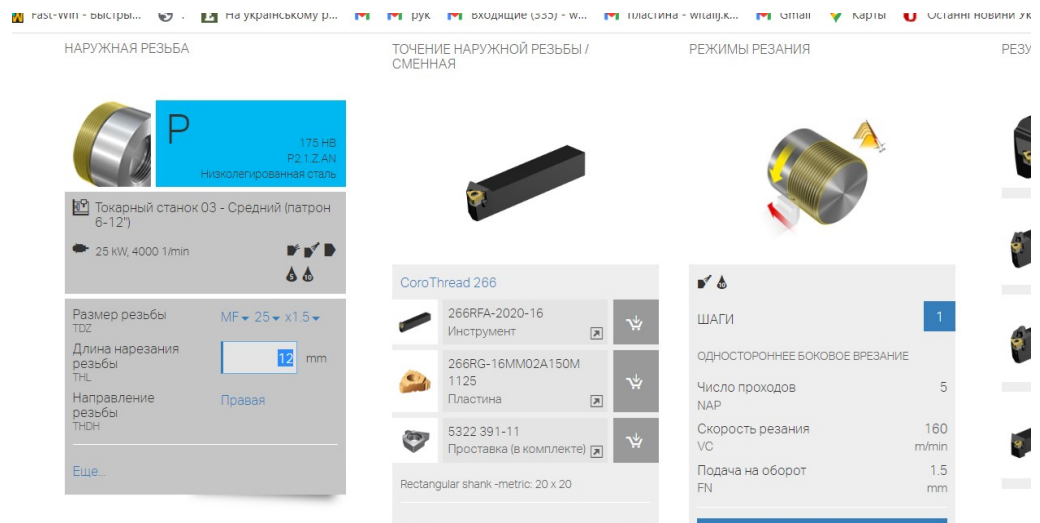 Fast-Win - Быстры...
На українському р...
рук
Входящие (335) - w...
Пластина - witalij.k...
Gmail
Карты
Останні новини Ук
НАРУЖНАЯ РЕЗЬБА
P
175 HB
P2.1.Z.AN
Низколегированная сталь
Токарный станок 03 - Средний (патрон
6-12")
25 kW, 4000 1/min
5 10
Размер резьбы MF 25 x1.5
TDZ
Длина нарезания
резьбы 12 mm
THL
Направление Правая
резьбы
THDH
Еще...
ТОЧЕНИЕ НАРУЖНОЙ РЕЗЬБЫ /
СМЕННАЯ
CoroThread 266
266RFA-2020-16
Инструмент
266RG-16MM02A150M
1125
Пластина
5322 391-11
Проставка (в комплекте)
Rectangular shank -metric: 20 x 20
РЕЖИМЫ РЕЗАНИЯ
10
ШАГИ 1
ОДНОСТОРОННЕЕ БОКОВОЕ ВРЕЗАНИЕ
Число проходов 5
NAP
Скорость резания 160
VC m/min
Подача на оборот 1.5
FN mm
РЕЗУ